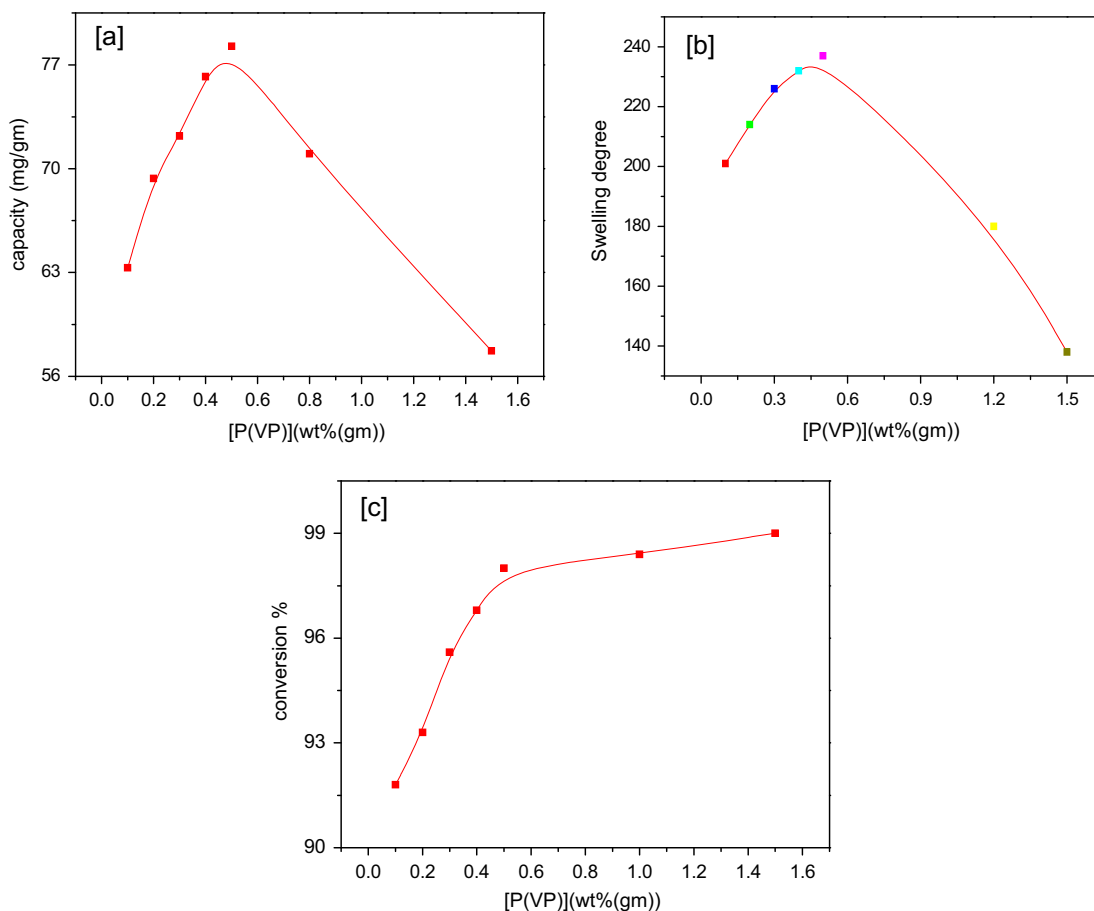 [a]
capacity (mg/gm)
77
70
63
56
0.0 0.2 0.4 0.6 0.8 1.0 1.2 1.4 1.6
[P(VP)](wt%(gm))
[b]
Swelling degree
240
220
200
180
160
140
0.0 0.3 0.6 0.9 1.2 1.5
[P(VP)](wt%(gm))
[c]
conversion %
99
96
93
90
0.0 0.2 0.4 0.6 0.8 1.0 1.2 1.4 1.6
[P(VP)](wt%(gm))